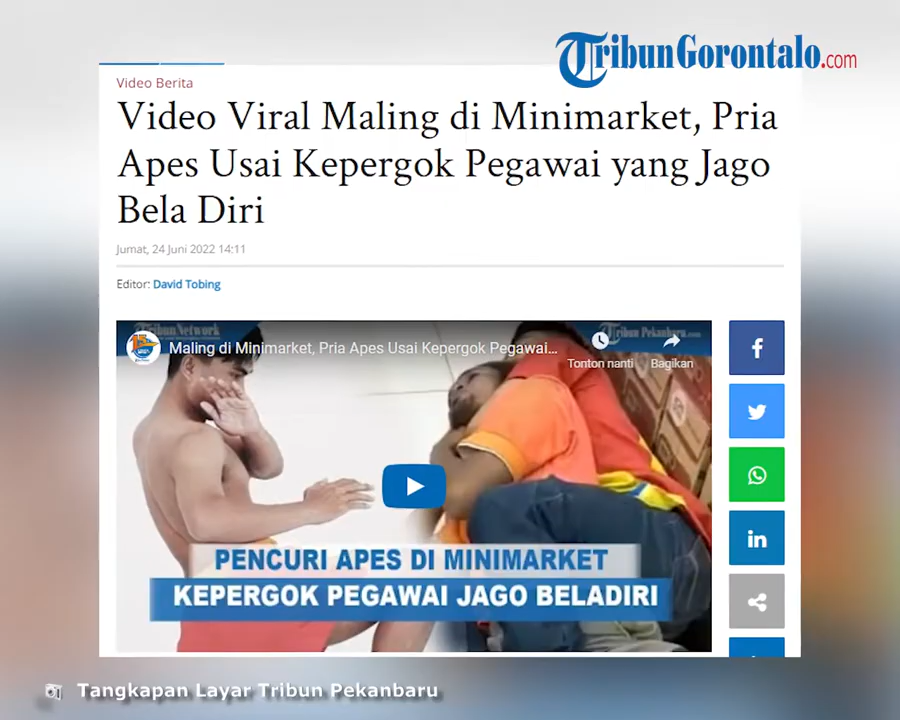 TribunGorontalo.com
Video Berita
Video Viral Maling di Minimarket, Pria
Apes Usai Kepergok Pegawai yang Jago
Bela Diri
Jumat, 24 Juni 2022 14:11
Editor: David Tobing
TribunNetwork
Tribun Pekanbaru.com
Maling di Minimarket, Pria Apes Usai Kepergok Pegawai...
Tonton nanti
Bagikan
PENCURI APES DI MINIMARKET
KEPERGOK PEGAWAI JAGO BELADIRI
Tangkapan Layar Tribun Pekanbaru